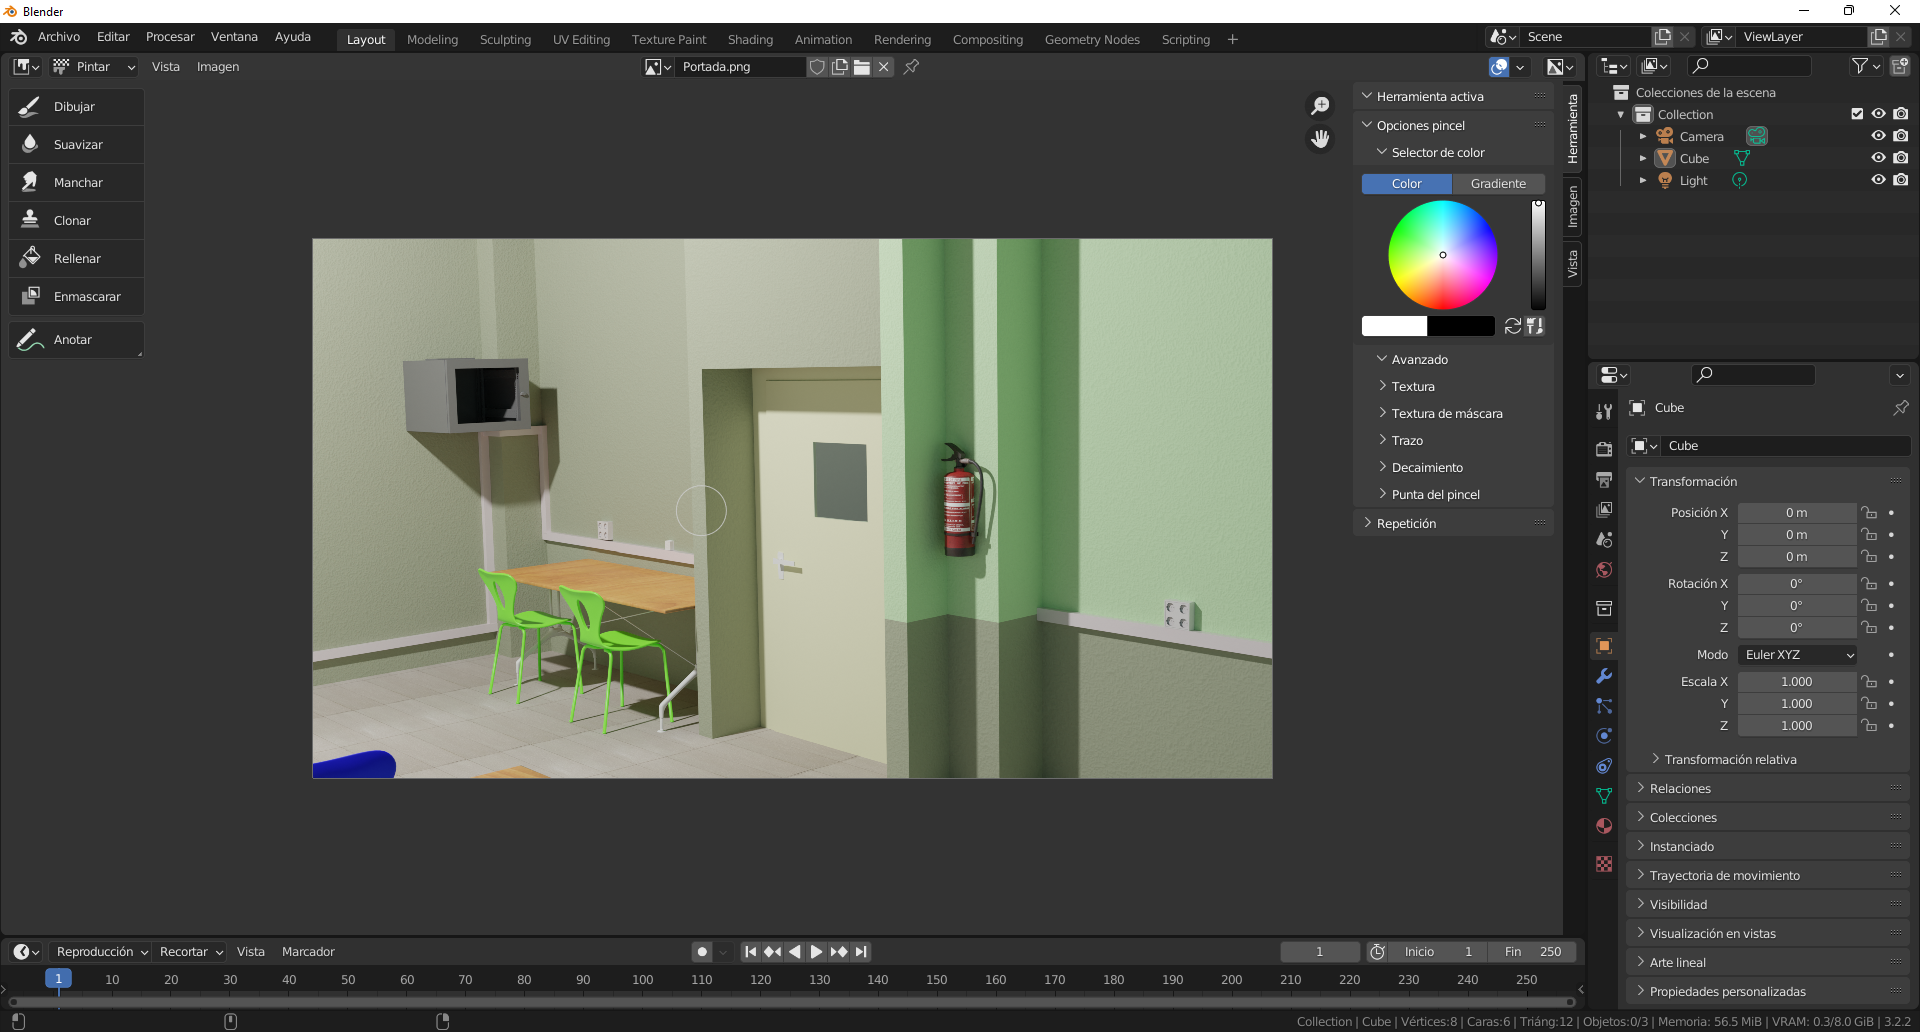 Blender
Archivo Editar Procesar Ventana Ayuda Layout Modeling Sculpting UV Editing Texture Paint Shading Animation Rendering Compositing Geometry Nodes Scripting + Scene ViewLayer
Pintar Vista Imagen Portada.png
Dibujar
Suavizar
Manchar
Clonar
Rellenar
Enmascarar
Anotar
Herramienta activa
Opciones pincel
Selector de color
Color Gradiente
Avanzado
Textura
Textura de máscara
Trazo
Decaimiento
Punta del pincel
Repetición
Herramienta
Imagen
Vista
Colecciones de la escena
Collection
Camera
Cube
Light
Cube
Cube
Transformación
Posición X 0 m
Y 0 m
Z 0 m
Rotación X 0°
Y 0°
Z 0°
Modo Euler XYZ
Escala X 1.000
Y 1.000
Z 1.000
Transformación relativa
Relaciones
Colecciones
Instanciado
Trayectoria de movimiento
Visibilidad
Visualización en vistas
Arte lineal
Propiedades personalizadas
Reproducción Recortar Vista Marcador 1 Inicio 1 Fin 250
1 10 20 30 40 50 60 70 80 90 100 110 120 130 140 150 160 170 180 190 200 210 220 230 240 250
Collection | Cube | Vértices:8 | Caras:6 | Triáng:12 | Objetos:0/3 | Memoria: 56.5 MiB | VRAM: 0.3/8.0 GiB | 3.2.2